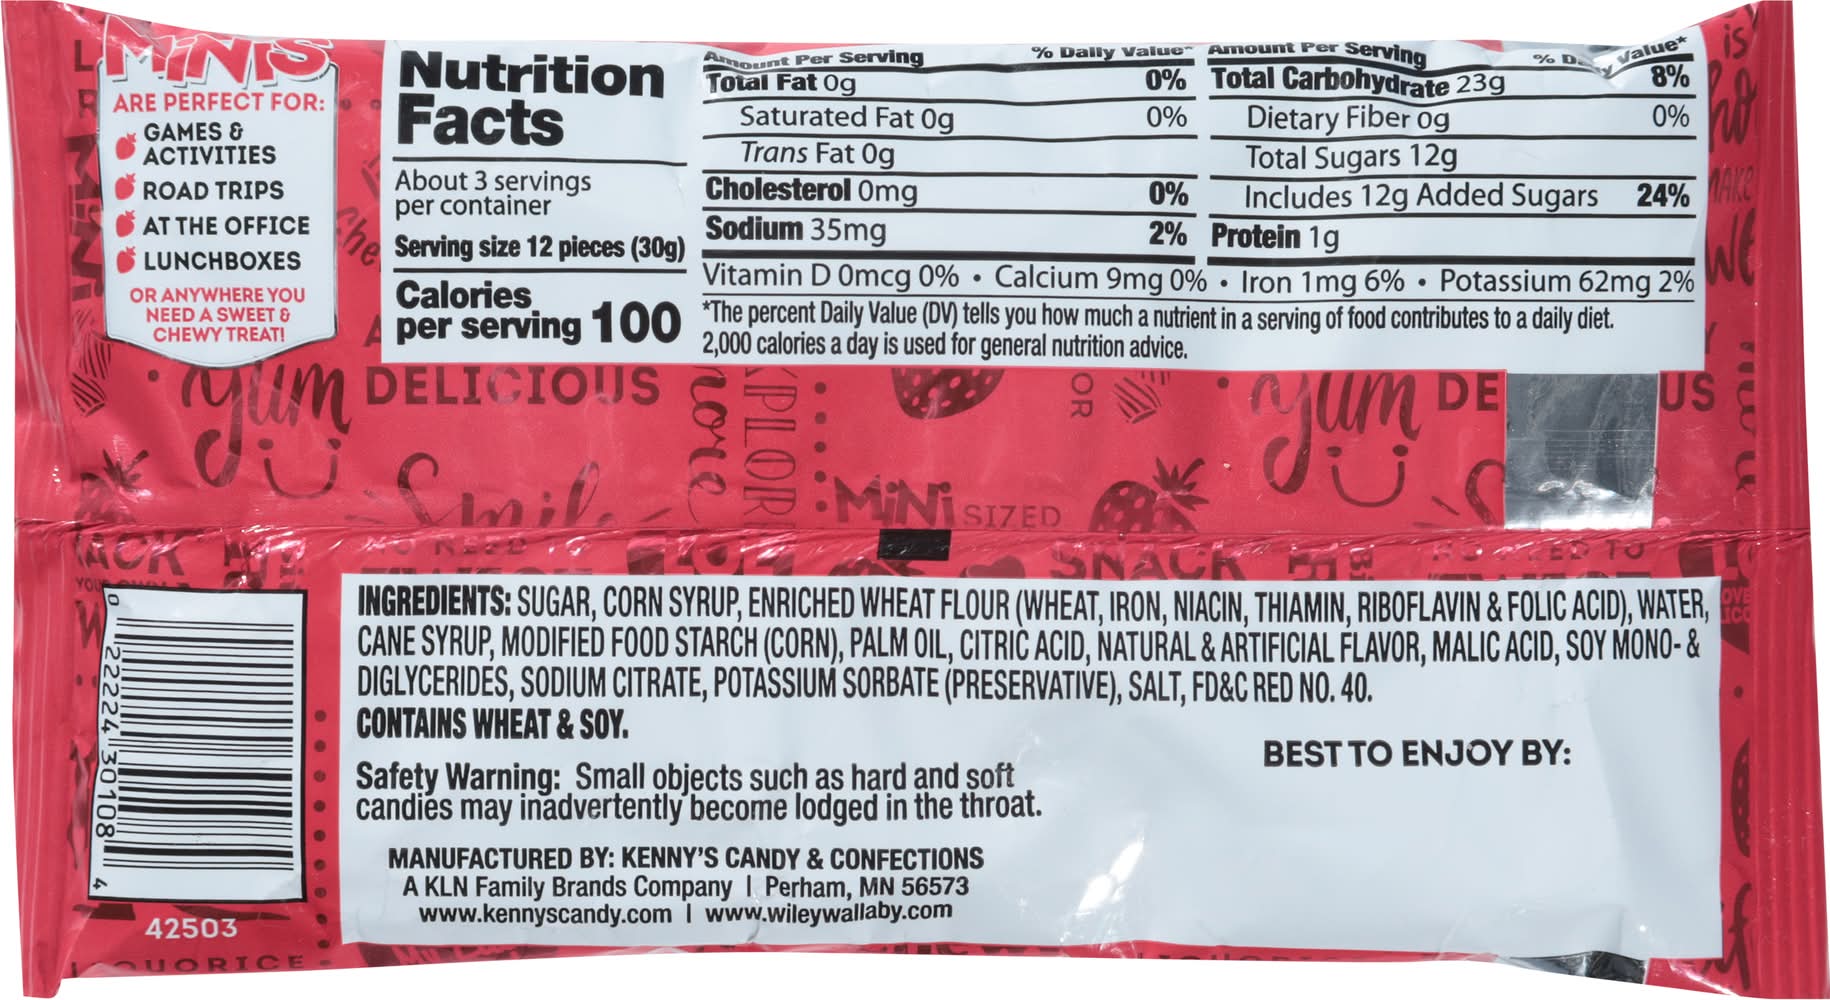 MINIS
ARE PERFECT FOR:
GAMES &
ACTIVITIES
ROAD TRIPS
AT THE OFFICE
LUNCHBOXES
OR ANYWHERE YOU
NEED A SWEET &
CHEWY TREAT!
Nutrition
Facts
About 3 servings
per container
Serving size 12 pieces (30g)
Calories
per serving 100
Amount Per Serving % Daily Value*
Total Fat 0g 0%
Saturated Fat 0g 0%
Trans Fat 0g
Cholesterol 0mg 0%
Sodium 35mg 2%
Amount Per Serving % Daily Value*
Total Carbohydrate 23g 8%
Dietary Fiber 0g 0%
Total Sugars 12g
Includes 12g Added Sugars 24%
Protein 1g
Vitamin D 0mcg 0% • Calcium 9mg 0% • Iron 1mg 6% • Potassium 62mg 2%
*The percent Daily Value (DV) tells you how much a nutrient in a serving of food contributes to a daily diet.
2,000 calories a day is used for general nutrition advice.
yum DELICIOUS
more
OR
yum DE US
MiNi SIZED
SNACK
INGREDIENTS: SUGAR, CORN SYRUP, ENRICHED WHEAT FLOUR (WHEAT, IRON, NIACIN, THIAMIN, RIBOFLAVIN & FOLIC ACID), WATER,
CANE SYRUP, MODIFIED FOOD STARCH (CORN), PALM OIL, CITRIC ACID, NATURAL & ARTIFICIAL FLAVOR, MALIC ACID, SOY MONO- &
DIGLYCERIDES, SODIUM CITRATE, POTASSIUM SORBATE (PRESERVATIVE), SALT, FD&C RED NO. 40.
CONTAINS WHEAT & SOY.
Safety Warning: Small objects such as hard and soft
candies may inadvertently become lodged in the throat.
BEST TO ENJOY BY:
MANUFACTURED BY: KENNY'S CANDY & CONFECTIONS
A KLN Family Brands Company | Perham, MN 56573
www.kennyscandy.com | www.wileywallaby.com
0 22224 30108 4
42503